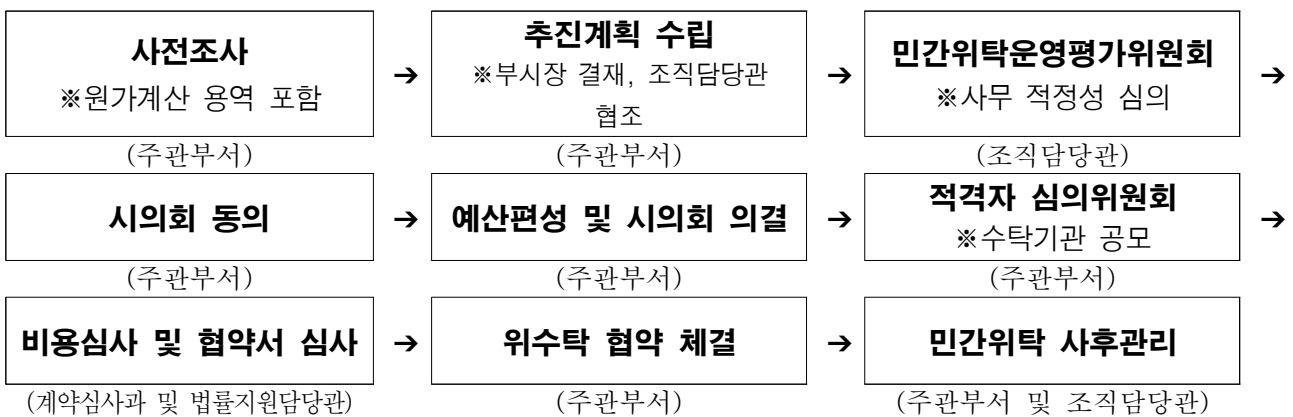 사전조사
※원가계산 용역 포함
(주관부서)
➔
추진계획 수립
※부시장 결재, 조직담당관
협조
(주관부서)
➔
민간위탁운영평가위원회
※사무 적정성 심의
(조직담당관)
➔
시의회 동의
(주관부서)
➔
예산편성 및 시의회 의결
(주관부서)
➔
적격자 심의위원회
※수탁기관 공모
(주관부서)
➔
비용심사 및 협약서 심사
(계약심사과 및 법률지원담당관)
➔
위수탁 협약 체결
(주관부서)
➔
민간위탁 사후관리
(주관부서 및 조직담당관)